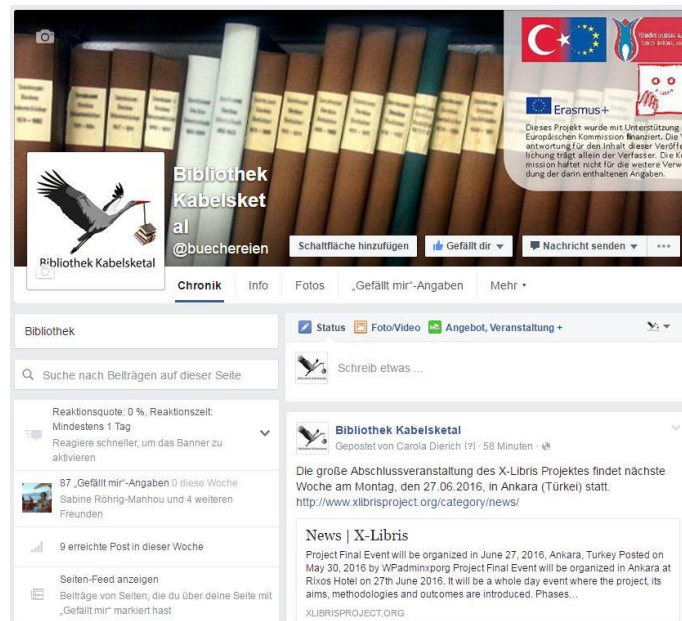 Erasmus+
Dieses Projekt wurde mit Unterstützung
Europäischen Kommission finanziert. Die
antwortung für den Inhalt dieser Veröffe
lichung trägt allein der Verfasser. Die K
mission haftet nicht für die weitere Verw
dung der darin enthaltenen Angaben.
Bibliothek
Kabelsket
al
@buechereien
Bibliothek Kabelsketal
Schaltfläche hinzufügen
Gefällt dir
Nachricht senden
Chronik Info Fotos „Gefällt mir“-Angaben Mehr
Bibliothek
Suche nach Beiträgen auf dieser Seite
Reaktionsquote: 0 %, Reaktionszeit:
Mindestens 1 Tag
Reagiere schneller, um das Banner zu
aktivieren
87 „Gefällt mir“-Angaben 0 diese Woche
Sabine Röhrig-Mahhou und 4 weiteren
Freunden
9 erreichte Post in dieser Woche
Seiten-Feed anzeigen
Beiträge von Seiten, die du über deine Seite mit
„Gefällt mir“ markiert hast
Status Foto/Video Angebot, Veranstaltung +
Schreib etwas ...
Bibliothek Kabelsketal
Gepostet von Carola Dierich [?] · 58 Minuten ·
Die große Abschlussveranstaltung des X-Libris Projektes findet nächste
Woche am Montag, den 27.06.2016, in Ankara (Türkei) statt.
http://www.xlibrisproject.org/category/news/
News | X-Libris
Project Final Event will be organized in June 27, 2016, Ankara, Turkey Posted on
May 30, 2016 by WPadminxporg Project Final Event will be organized in Ankara at
Rixos Hotel on 27th June 2016. It will be a whole day event where the project, its
aims, methodologies and outcomes are introduced. Phases…
XLIBRISPROJECT.ORG